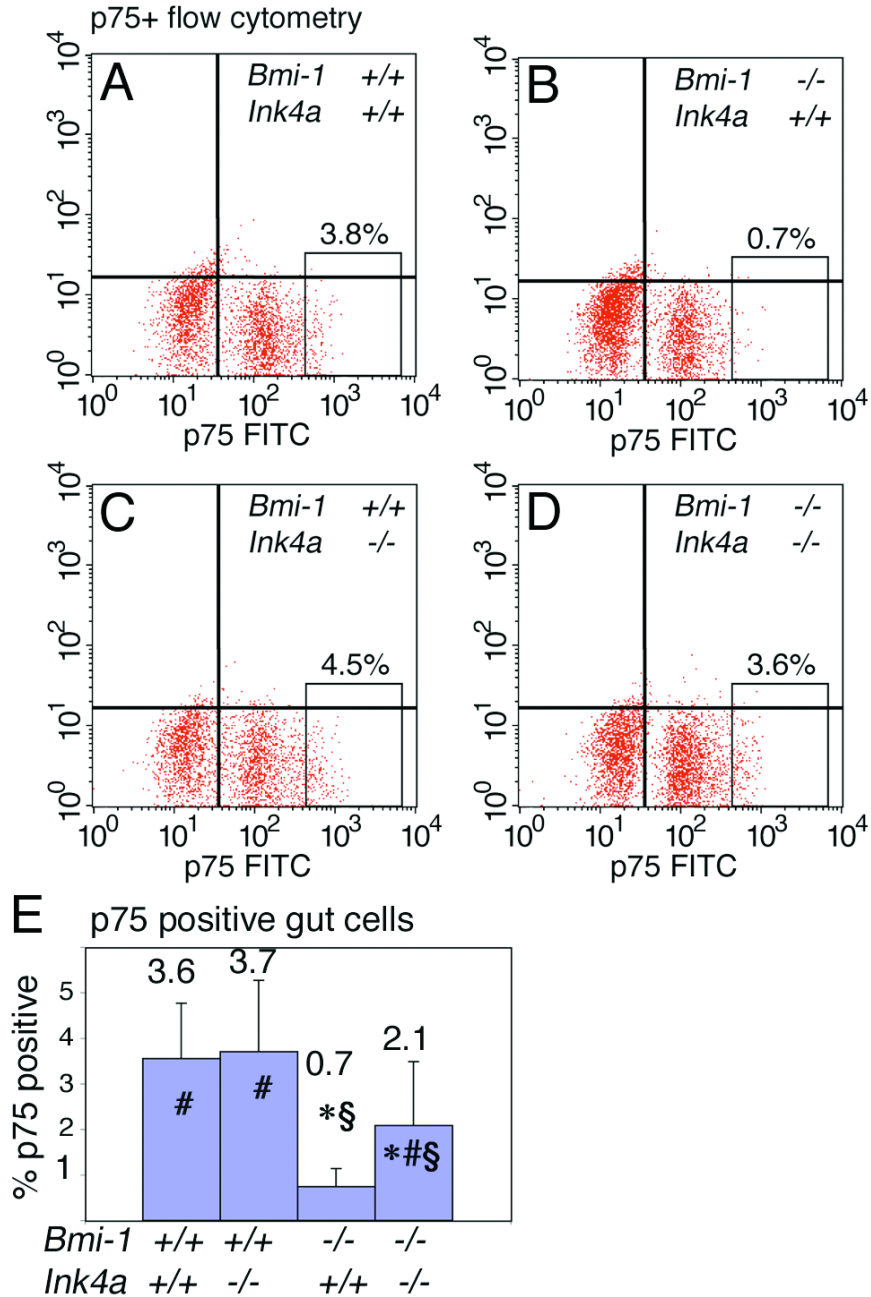 p75+ flow cytometry
A
Bmi-1 +/+
Ink4a +/+
3.8%
10^4
10^3
10^2
10^1
10^0
10^0 10^1 10^2 10^3 10^4
p75 FITC
B
Bmi-1 -/-
Ink4a +/+
0.7%
10^4
10^3
10^2
10^1
10^0
10^0 10^1 10^2 10^3 10^4
p75 FITC
C
Bmi-1 +/+
Ink4a -/-
4.5%
10^4
10^3
10^2
10^1
10^0
10^0 10^1 10^2 10^3 10^4
p75 FITC
D
Bmi-1 -/-
Ink4a -/-
3.6%
10^4
10^3
10^2
10^1
10^0
10^0 10^1 10^2 10^3 10^4
p75 FITC
E p75 positive gut cells
% p75 positive
5
4
3
2
1
3.6 3.7 0.7 2.1
# # *§ *#§
Bmi-1 +/+ +/+ -/- -/-
Ink4a +/+ -/- +/+ -/-